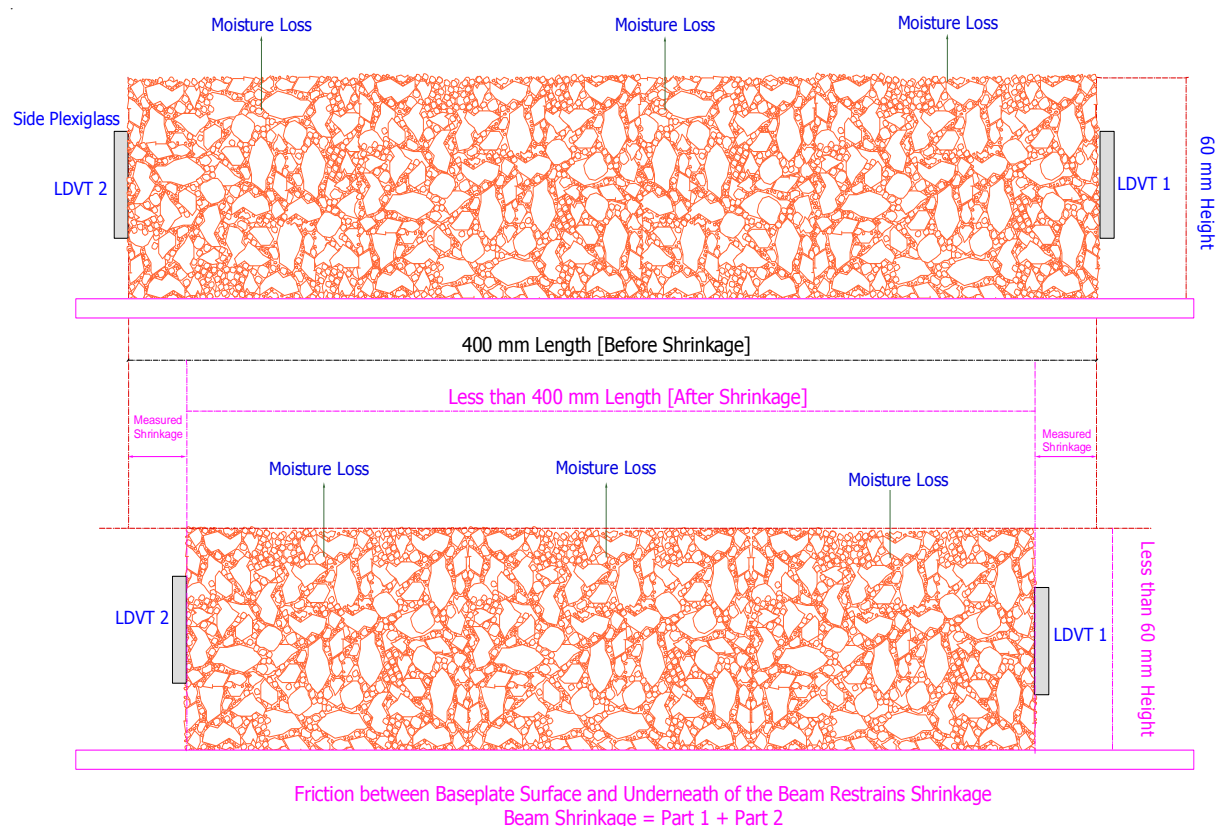 Moisture Loss
Moisture Loss
Moisture Loss
Side Plexiglass
LDVT 2
LDVT 1
60 mm Height
400 mm Length [Before Shrinkage]
Less than 400 mm Length [After Shrinkage]
Measured
Shrinkage
Measured
Shrinkage
Moisture Loss
Moisture Loss
Moisture Loss
LDVT 2
LDVT 1
Less than 60 mm Height
Friction between Baseplate Surface and Underneath of the Beam Restrains Shrinkage
Beam Shrinkage = Part 1 + Part 2